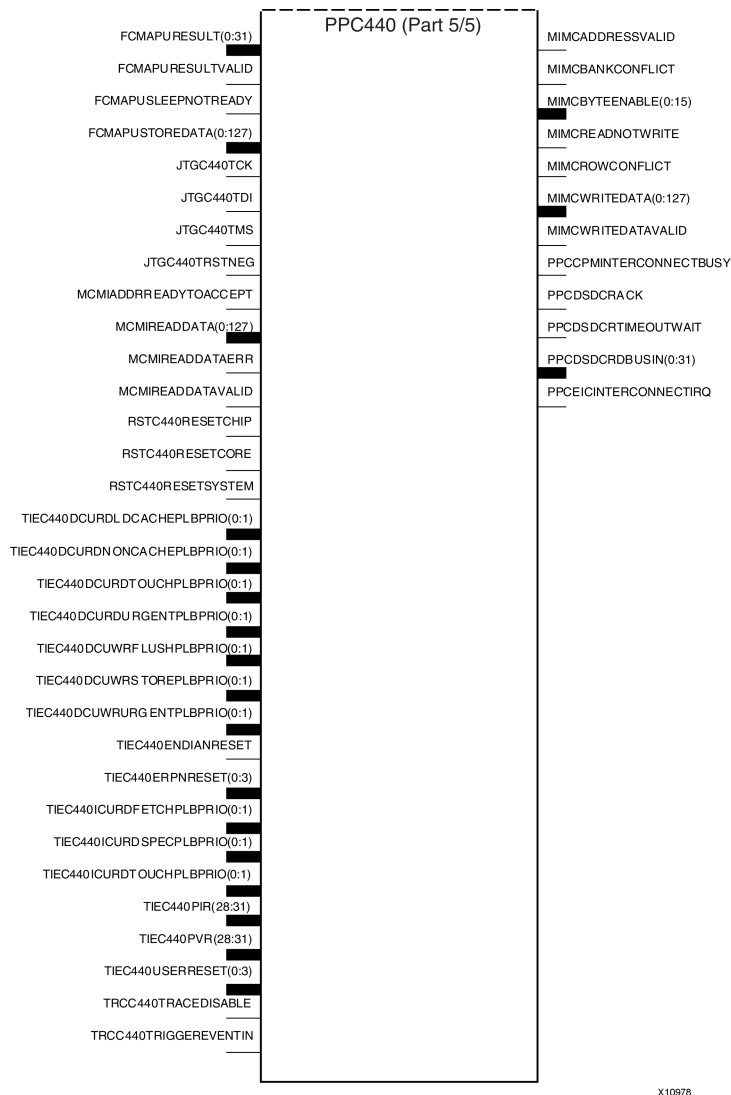 PPC440 (Part 5/5)
FCMAPURESULT(0:31)
FCMAPURESULTVALID
FCMAPUSLEEPNOTREADY
FCMAPUSTOREDATA(0:127)
JTGC440TCK
JTGC440TDI
JTGC440TMS
JTGC440TRSTNEG
MCMIADDRREADYTOACCEPT
MCMIREADDATA(0:127)
MCMIREADDATAERR
MCMIREADDATAVALID
RSTC440RESETCHIP
RSTC440RESETCORE
RSTC440RESETSYSTEM
TIEC440DCURDLDCACHEPLBPRIO(0:1)
TIEC440DCURDNONCACHEPLBPRIO(0:1)
TIEC440DCURDTOUCHPLBPRIO(0:1)
TIEC440DCURDURGENTPLBPRIO(0:1)
TIEC440DCUWRFLUSHPLBPRIO(0:1)
TIEC440DCUWRSTOREPLBPRIO(0:1)
TIEC440DCUWRURGENTPLBPRIO(0:1)
TIEC440ENDIANRESET
TIEC440ERPNRESET(0:3)
TIEC440ICURDFETCHPLBPRIO(0:1)
TIEC440ICURDSPECPLBPRIO(0:1)
TIEC440ICURDTOUCHPLBPRIO(0:1)
TIEC440PIR(28:31)
TIEC440PVR(28:31)
TIEC440USERRESET(0:3)
TRCC440TRACEDISABLE
TRCC440TRIGGEREVENTIN
MIMCADDRESSVALID
MIMCBANKCONFLICT
MIMCBYTEENABLE(0:15)
MIMCREADNOTWRITE
MIMCROWCONFLICT
MIMCWRITEDATA(0:127)
MIMCWRITEDATAVALID
PPCCPMINTERCONNECTBUSY
PPCDSDCRACK
PPCDSDCRTIMEOUTWAIT
PPCDSDCRDBUSIN(0:31)
PPCEICINTERCONNECTIRQ
X10978